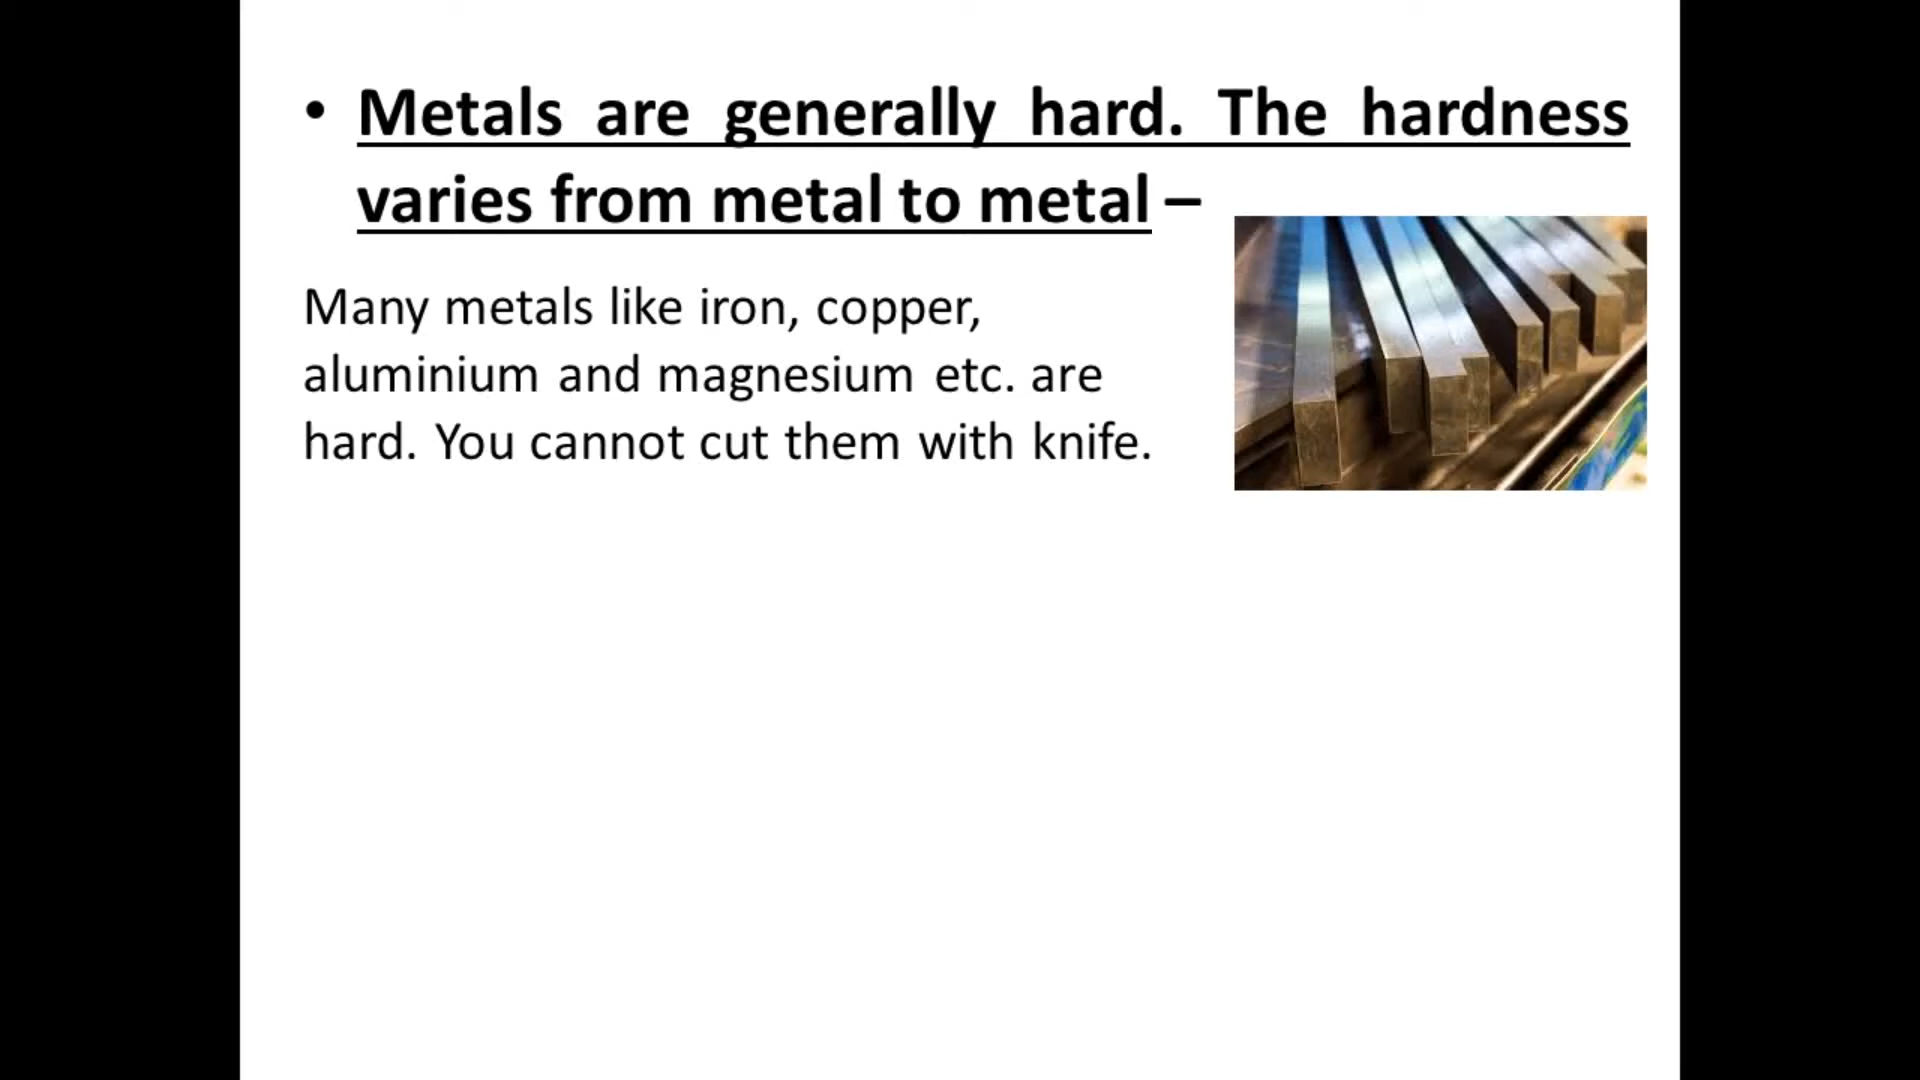 • Metals are generally hard. The hardness
varies from metal to metal –
Many metals like iron, copper,
aluminium and magnesium etc. are
hard. You cannot cut them with knife.